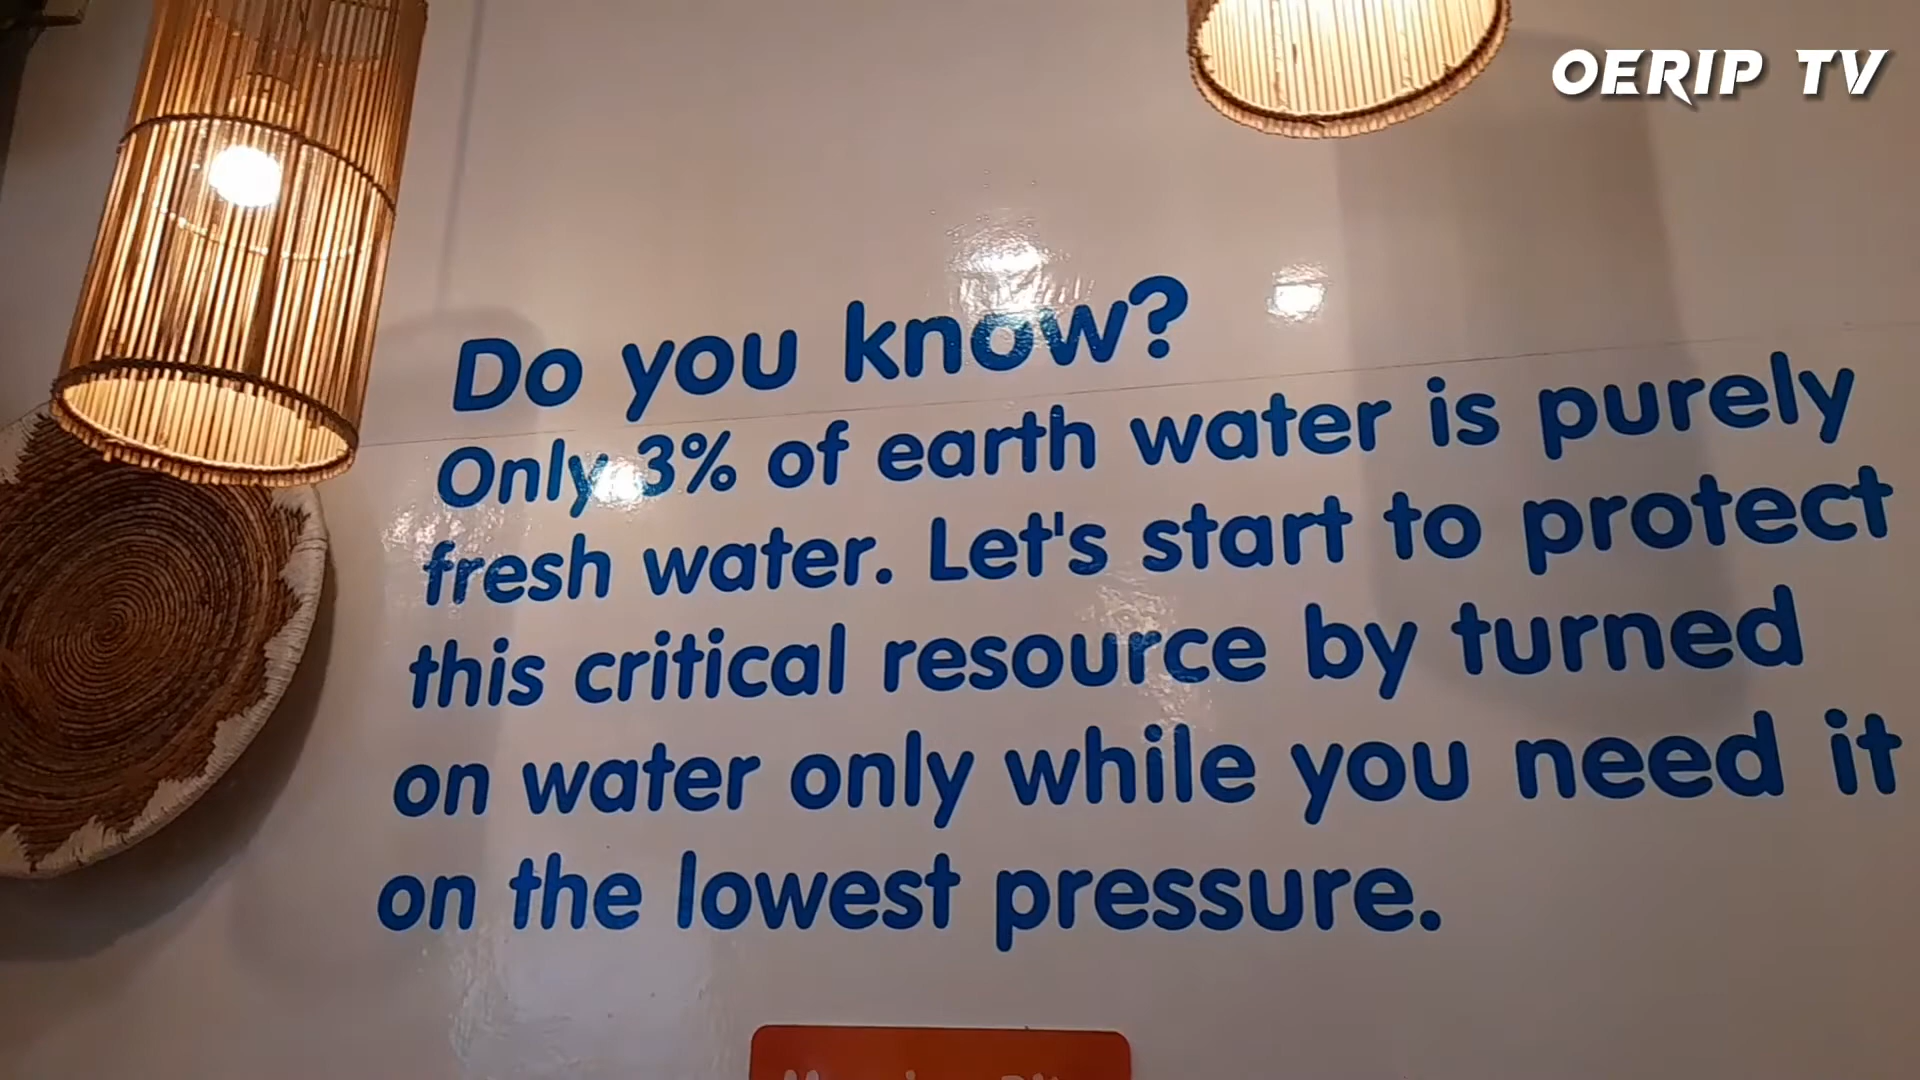 OERIP TV
Do you know?
Only 3% of earth water is purely
fresh water. Let's start to protect
this critical resource by turned
on water only while you need it
on the lowest pressure.